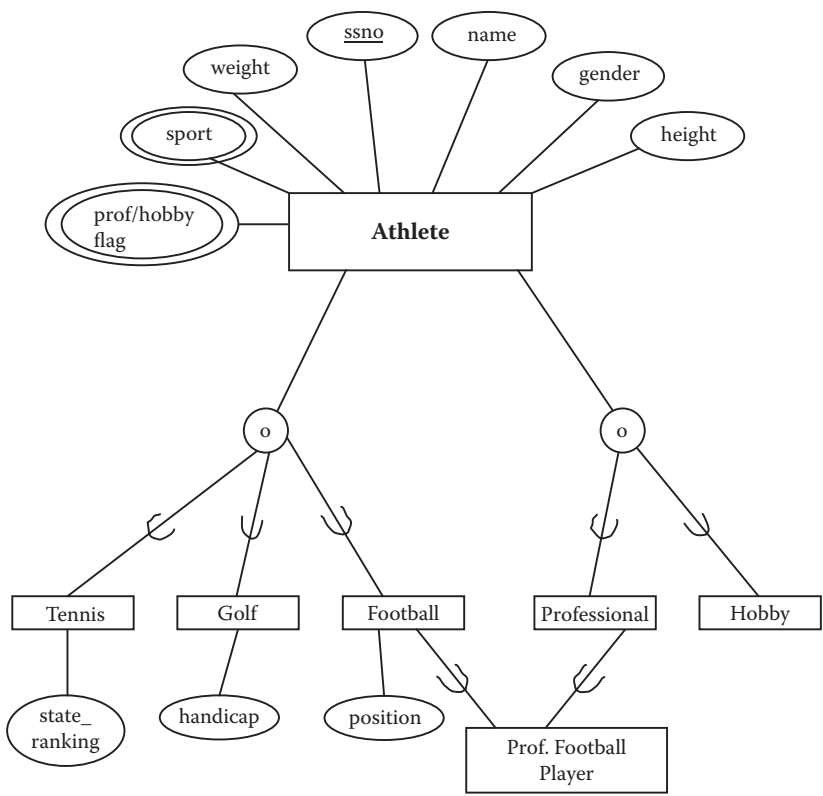 ssno
name
weight
gender
sport
height
prof/hobby
flag
Athlete
o
o
Tennis
Golf
Football
Professional
Hobby
state_
ranking
handicap
position
Prof. Football
Player